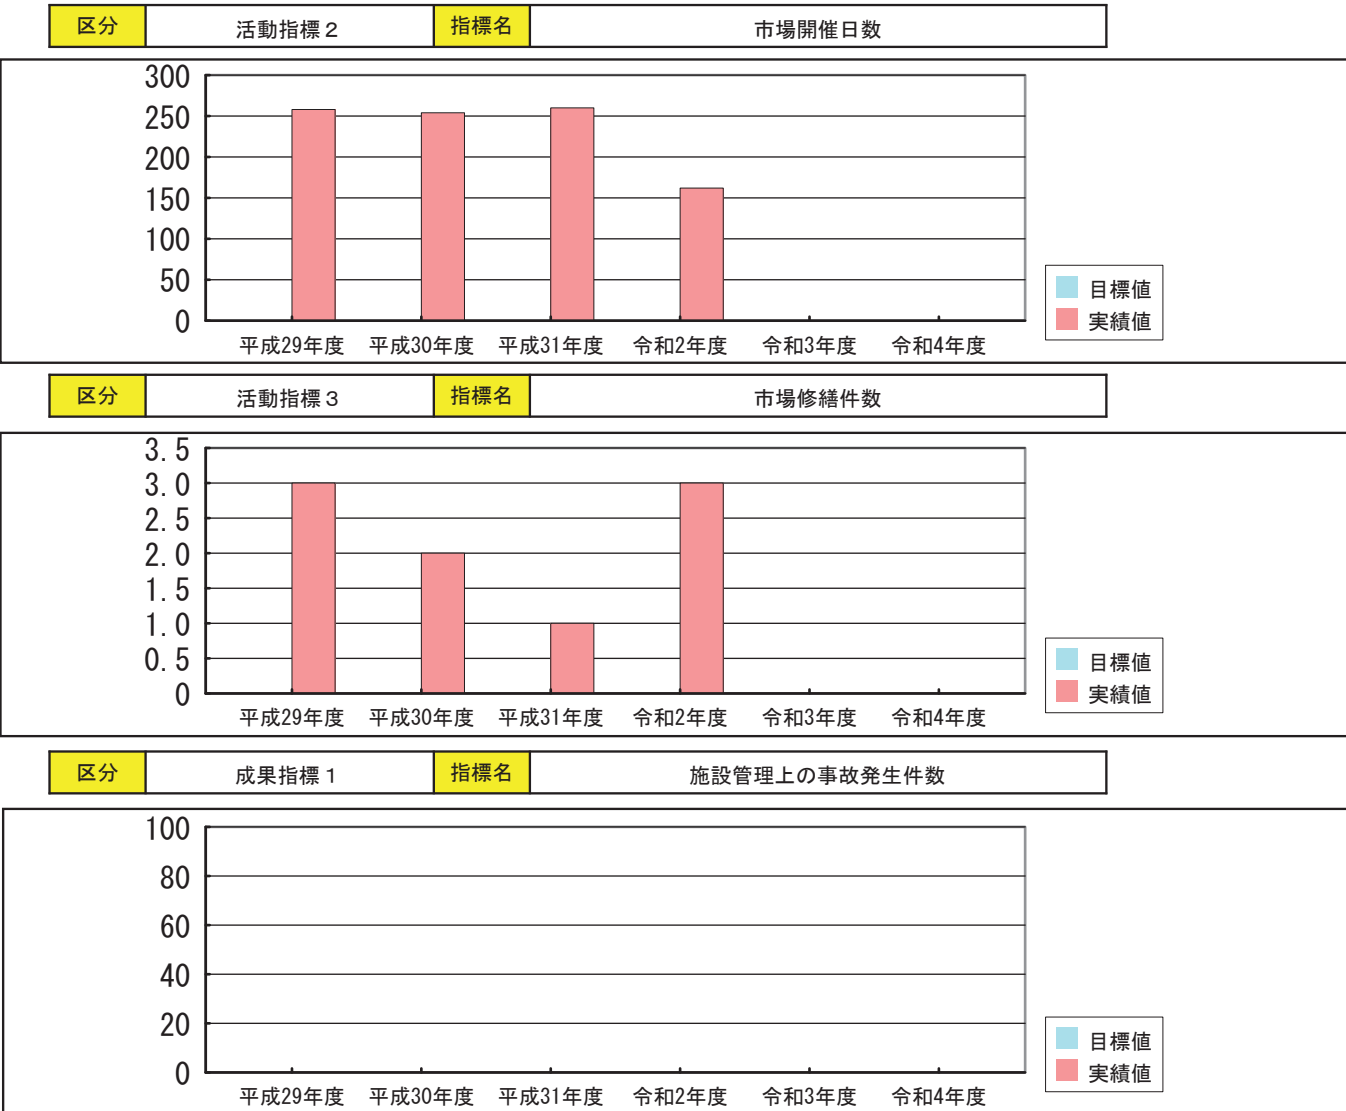 区分 活動指標２ 指標名 市場開催日数
300
250
200
150
100
50
0
平成29年度 平成30年度 平成31年度 令和2年度 令和3年度 令和4年度
目標値
実績値
区分 活動指標３ 指標名 市場修繕件数
3.5
3.0
2.5
2.0
1.5
1.0
0.5
0
平成29年度 平成30年度 平成31年度 令和2年度 令和3年度 令和4年度
目標値
実績値
区分 成果指標１ 指標名 施設管理上の事故発生件数
100
80
60
40
20
0
平成29年度 平成30年度 平成31年度 令和2年度 令和3年度 令和4年度
目標値
実績値